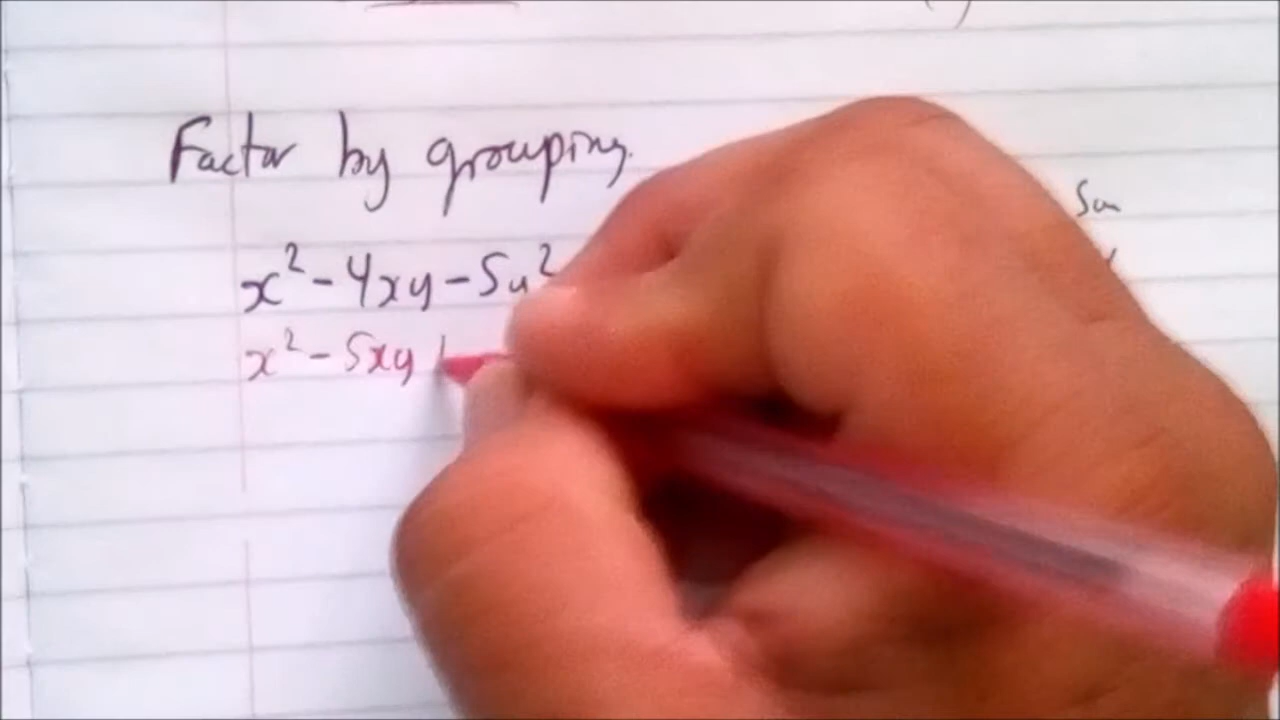 Factor by grouping.
x² - 4xy - 5y²
x² - 5xy